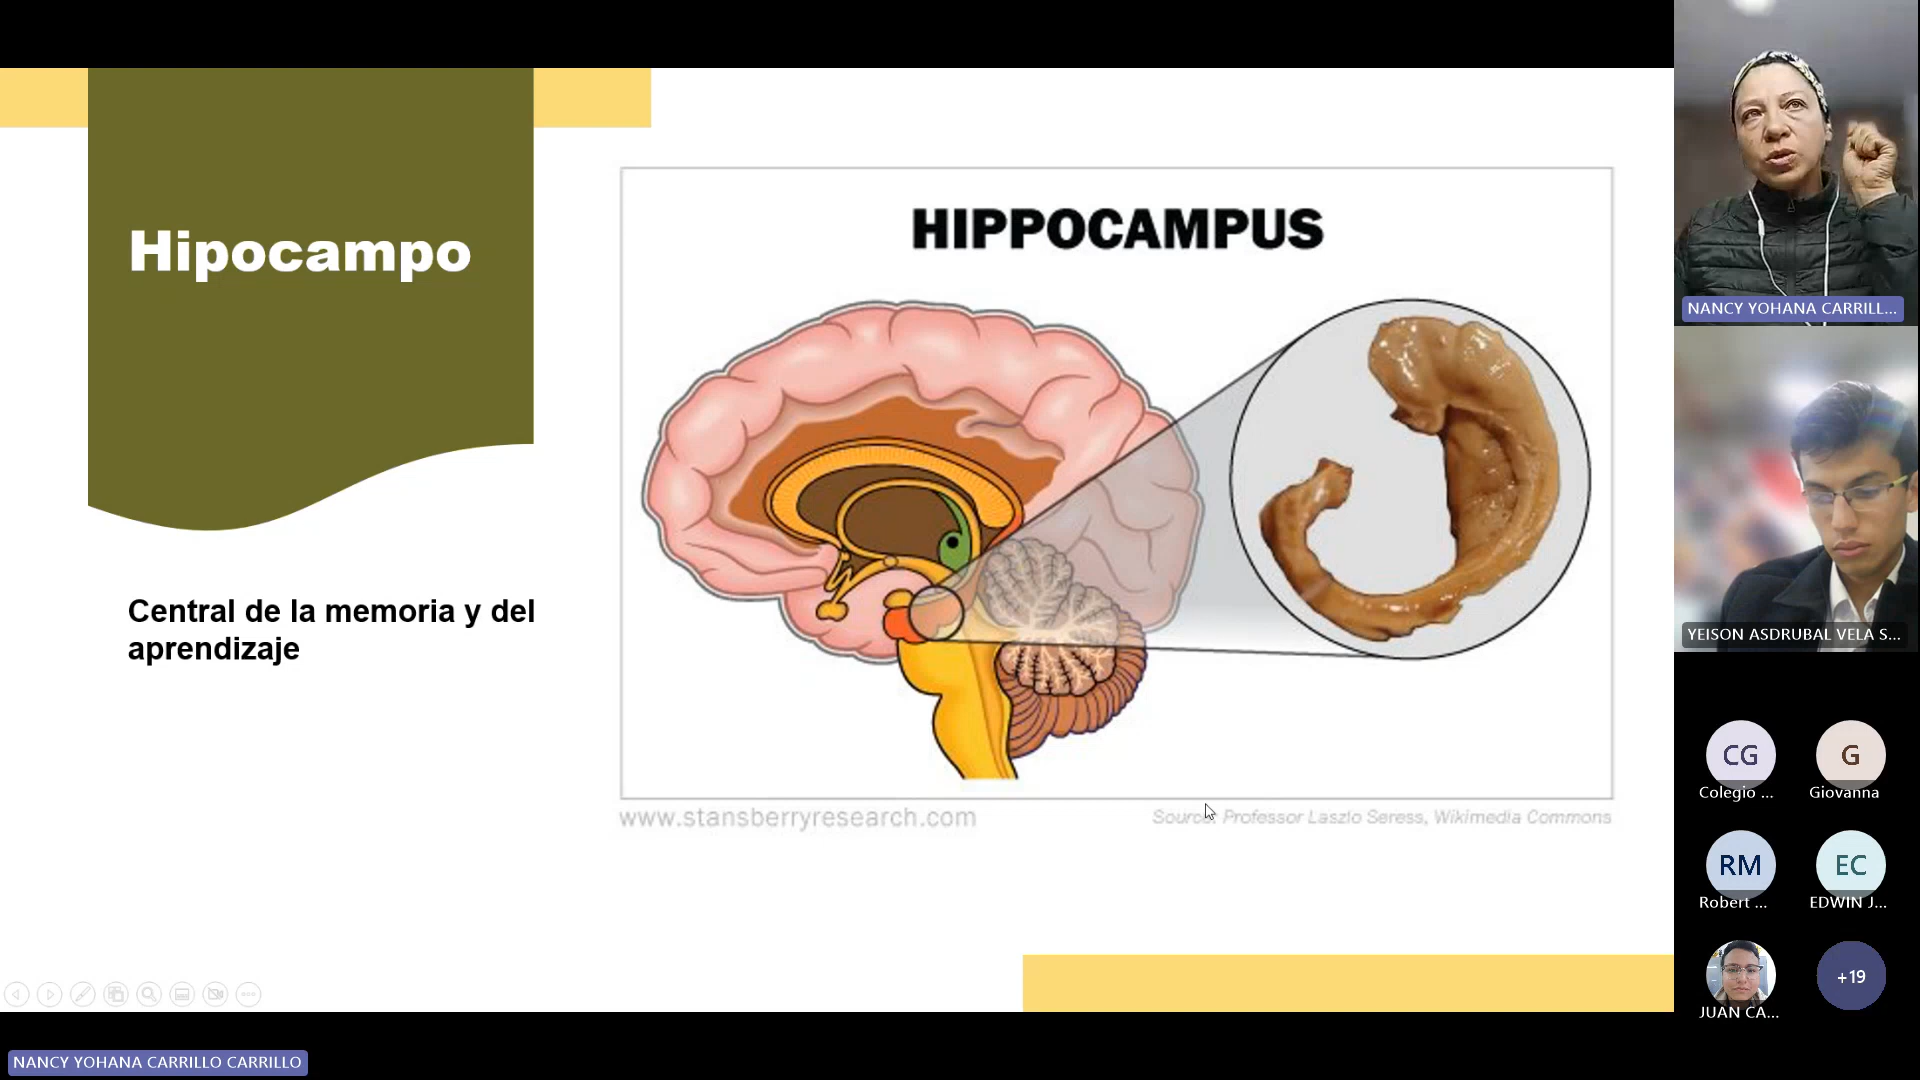 Hipocampo
Central de la memoria y del
aprendizaje
HIPPOCAMPUS
www.stansberryresearch.com
Source: Professor Laszlo Seress, Wikimedia Commons
NANCY YOHANA CARRILL...
YEISON ASDRUBAL VELA S...
CG
Colegio ...
G
Giovanna
RM
Robert ...
EC
EDWIN J...
JUAN CA...
+19
NANCY YOHANA CARRILLO CARRILLO